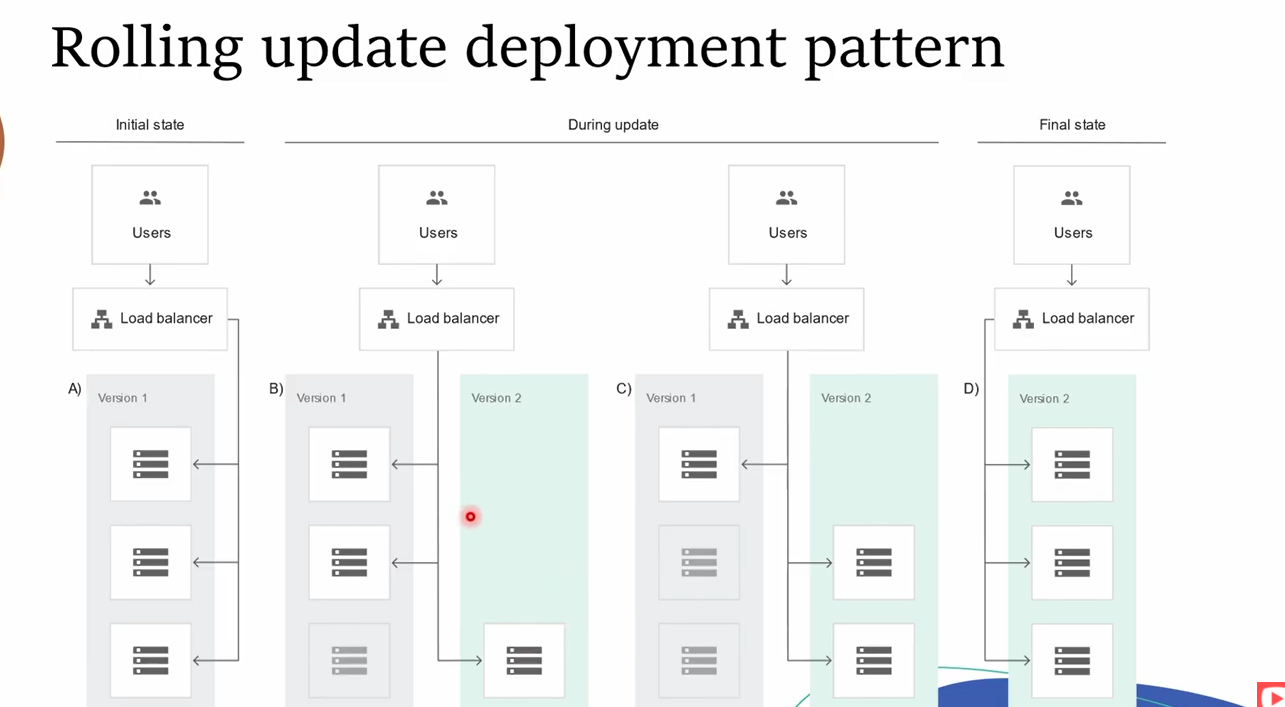 Rolling update deployment pattern
Initial state
During update
Final state
Users
Users
Users
Users
Load balancer
Load balancer
Load balancer
Load balancer
A)
Version 1
B)
Version 1
Version 2
C)
Version 1
Version 2
D)
Version 2